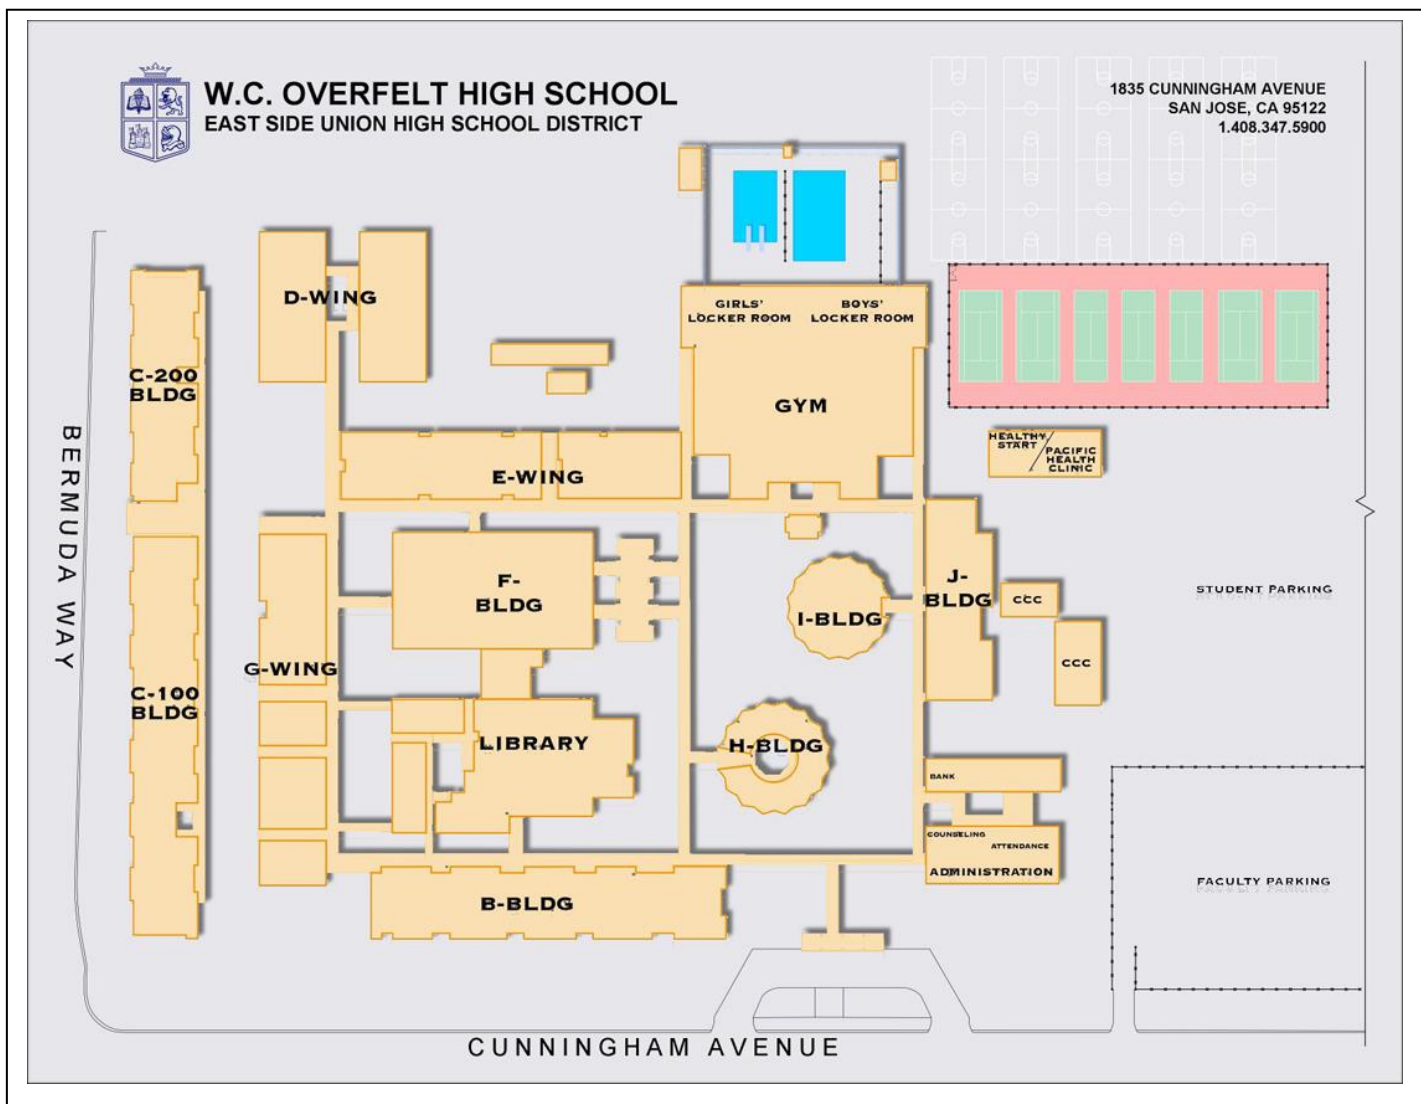 W.C. OVERFELT HIGH SCHOOL
EAST SIDE UNION HIGH SCHOOL DISTRICT
1835 CUNNINGHAM AVENUE
SAN JOSE, CA 95122
1.408.347.5900
D-WING
GIRLS'
LOCKER ROOM
BOYS'
LOCKER ROOM
C-200
BLDG
GYM
HEALTHY
START
PACIFIC
HEALTH
CLINIC
E-WING
BERMUDA WAY
F-
BLDG
J-
BLDG
I-BLDG
CCC
STUDENT PARKING
G-WING
CCC
C-100
BLDG
LIBRARY
H-BLDG
BANK
COUNSELING
ATTENDANCE
ADMINISTRATION
FACULTY PARKING
B-BLDG
CUNNINGHAM AVENUE